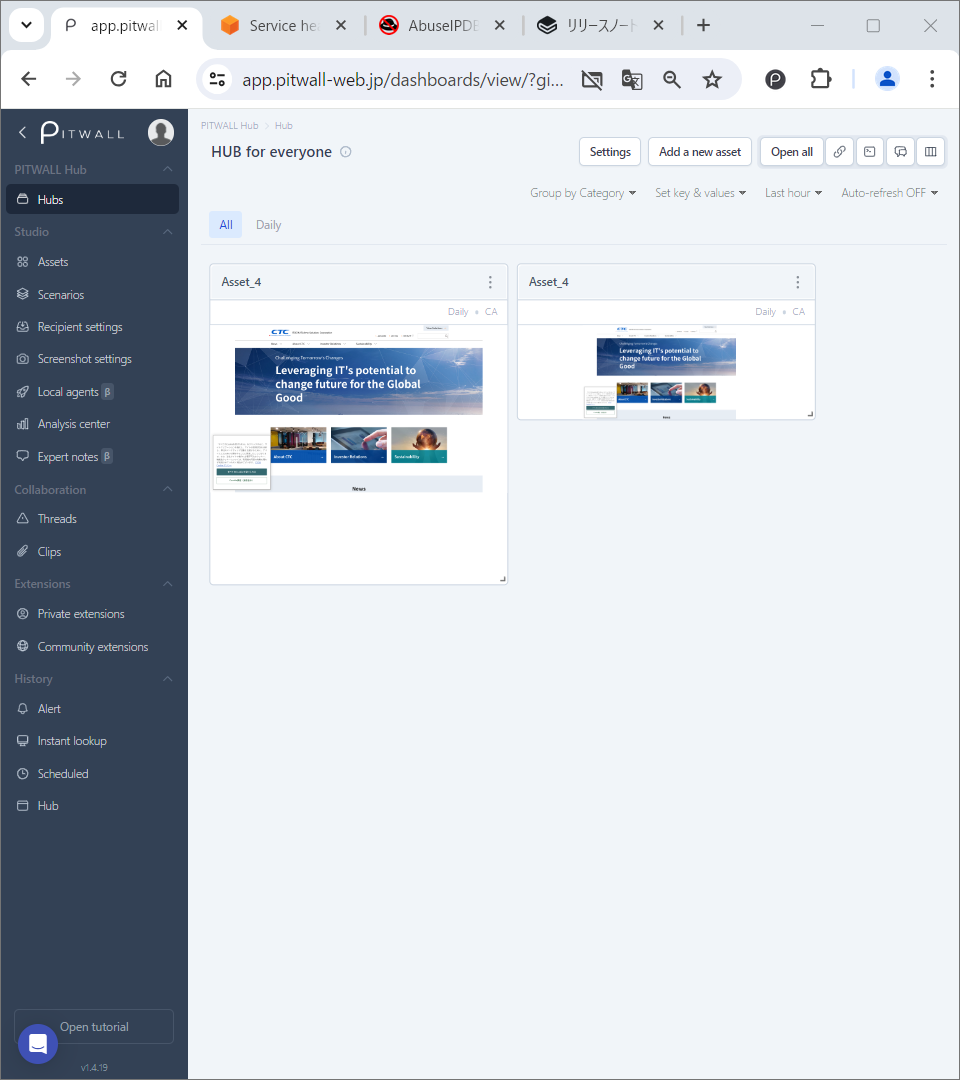 app.pitwal
Service he
AbuseIPDB
リリースノート
app.pitwall-web.jp/dashboards/view/?gi...
PITWALL
PITWALL Hub
Hubs
Studio
Assets
Scenarios
Recipient settings
Screenshot settings
Local agents β
Analysis center
Expert notes β
Collaboration
Threads
Clips
Extensions
Private extensions
Community extensions
History
Alert
Instant lookup
Scheduled
Hub
Open tutorial
v1.4.19
PITWALL Hub > Hub
HUB for everyone
Settings
Add a new asset
Open all
Group by Category
Set key & values
Last hour
Auto-refresh OFF
All
Daily
Asset_4
Daily • CA
CTC
Challenging Tomorrow's Changes
Leveraging IT's potential to
change future for the Global
Good
About CTC
Investor Relations
Sustainability
News
Asset_4
Daily • CA
CTC
Leveraging IT's potential to
change future for the Global
Good
About CTC
Investor Relations
Sustainability
News